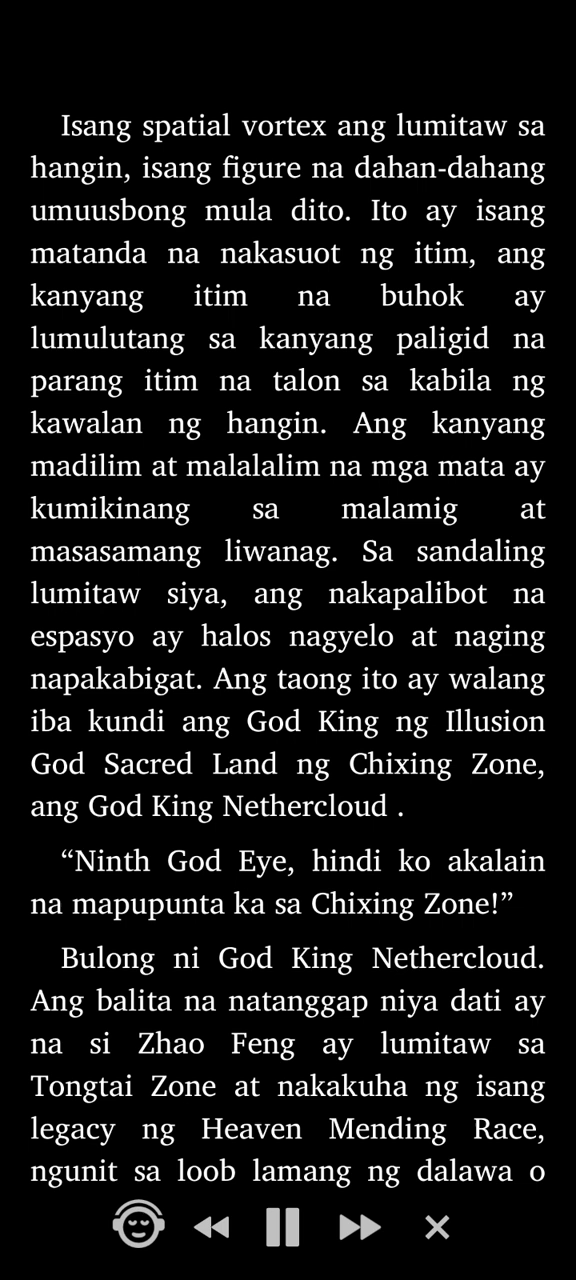 Isang spatial vortex ang lumitaw sa
hangin, isang figure na dahan-dahang
umuusbong mula dito. Ito ay isang
matanda na nakasuot ng itim, ang
kanyang itim na buhok ay
lumulutang sa kanyang paligid na
parang itim na talon sa kabila ng
kawalan ng hangin. Ang kanyang
madilim at malalalim na mga mata ay
kumikinang sa malamig at
masasamang liwanag. Sa sandaling
lumitaw siya, ang nakapalibot na
espasyo ay halos nagyelo at naging
napakabigat. Ang taong ito ay walang
iba kundi ang God King ng Illusion
God Sacred Land ng Chixing Zone,
ang God King Nethercloud .
“Ninth God Eye, hindi ko akalain
na mapupunta ka sa Chixing Zone!”
Bulong ni God King Nethercloud.
Ang balita na natanggap niya dati ay
na si Zhao Feng ay lumitaw sa
Tongtai Zone at nakakuha ng isang
legacy ng Heaven Mending Race,
ngunit sa loob lamang ng dalawa o